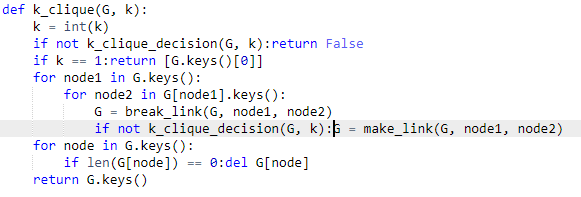 def k_clique(G, k):
    k = int(k)
    if not k_clique_decision(G, k):return False
    if k == 1:return [G.keys()[0]]
    for node1 in G.keys():
        for node2 in G[node1].keys():
            G = break_link(G, node1, node2)
            if not k_clique_decision(G, k):G = make_link(G, node1, node2)
    for node in G.keys():
        if len(G[node]) == 0:del G[node]
    return G.keys()